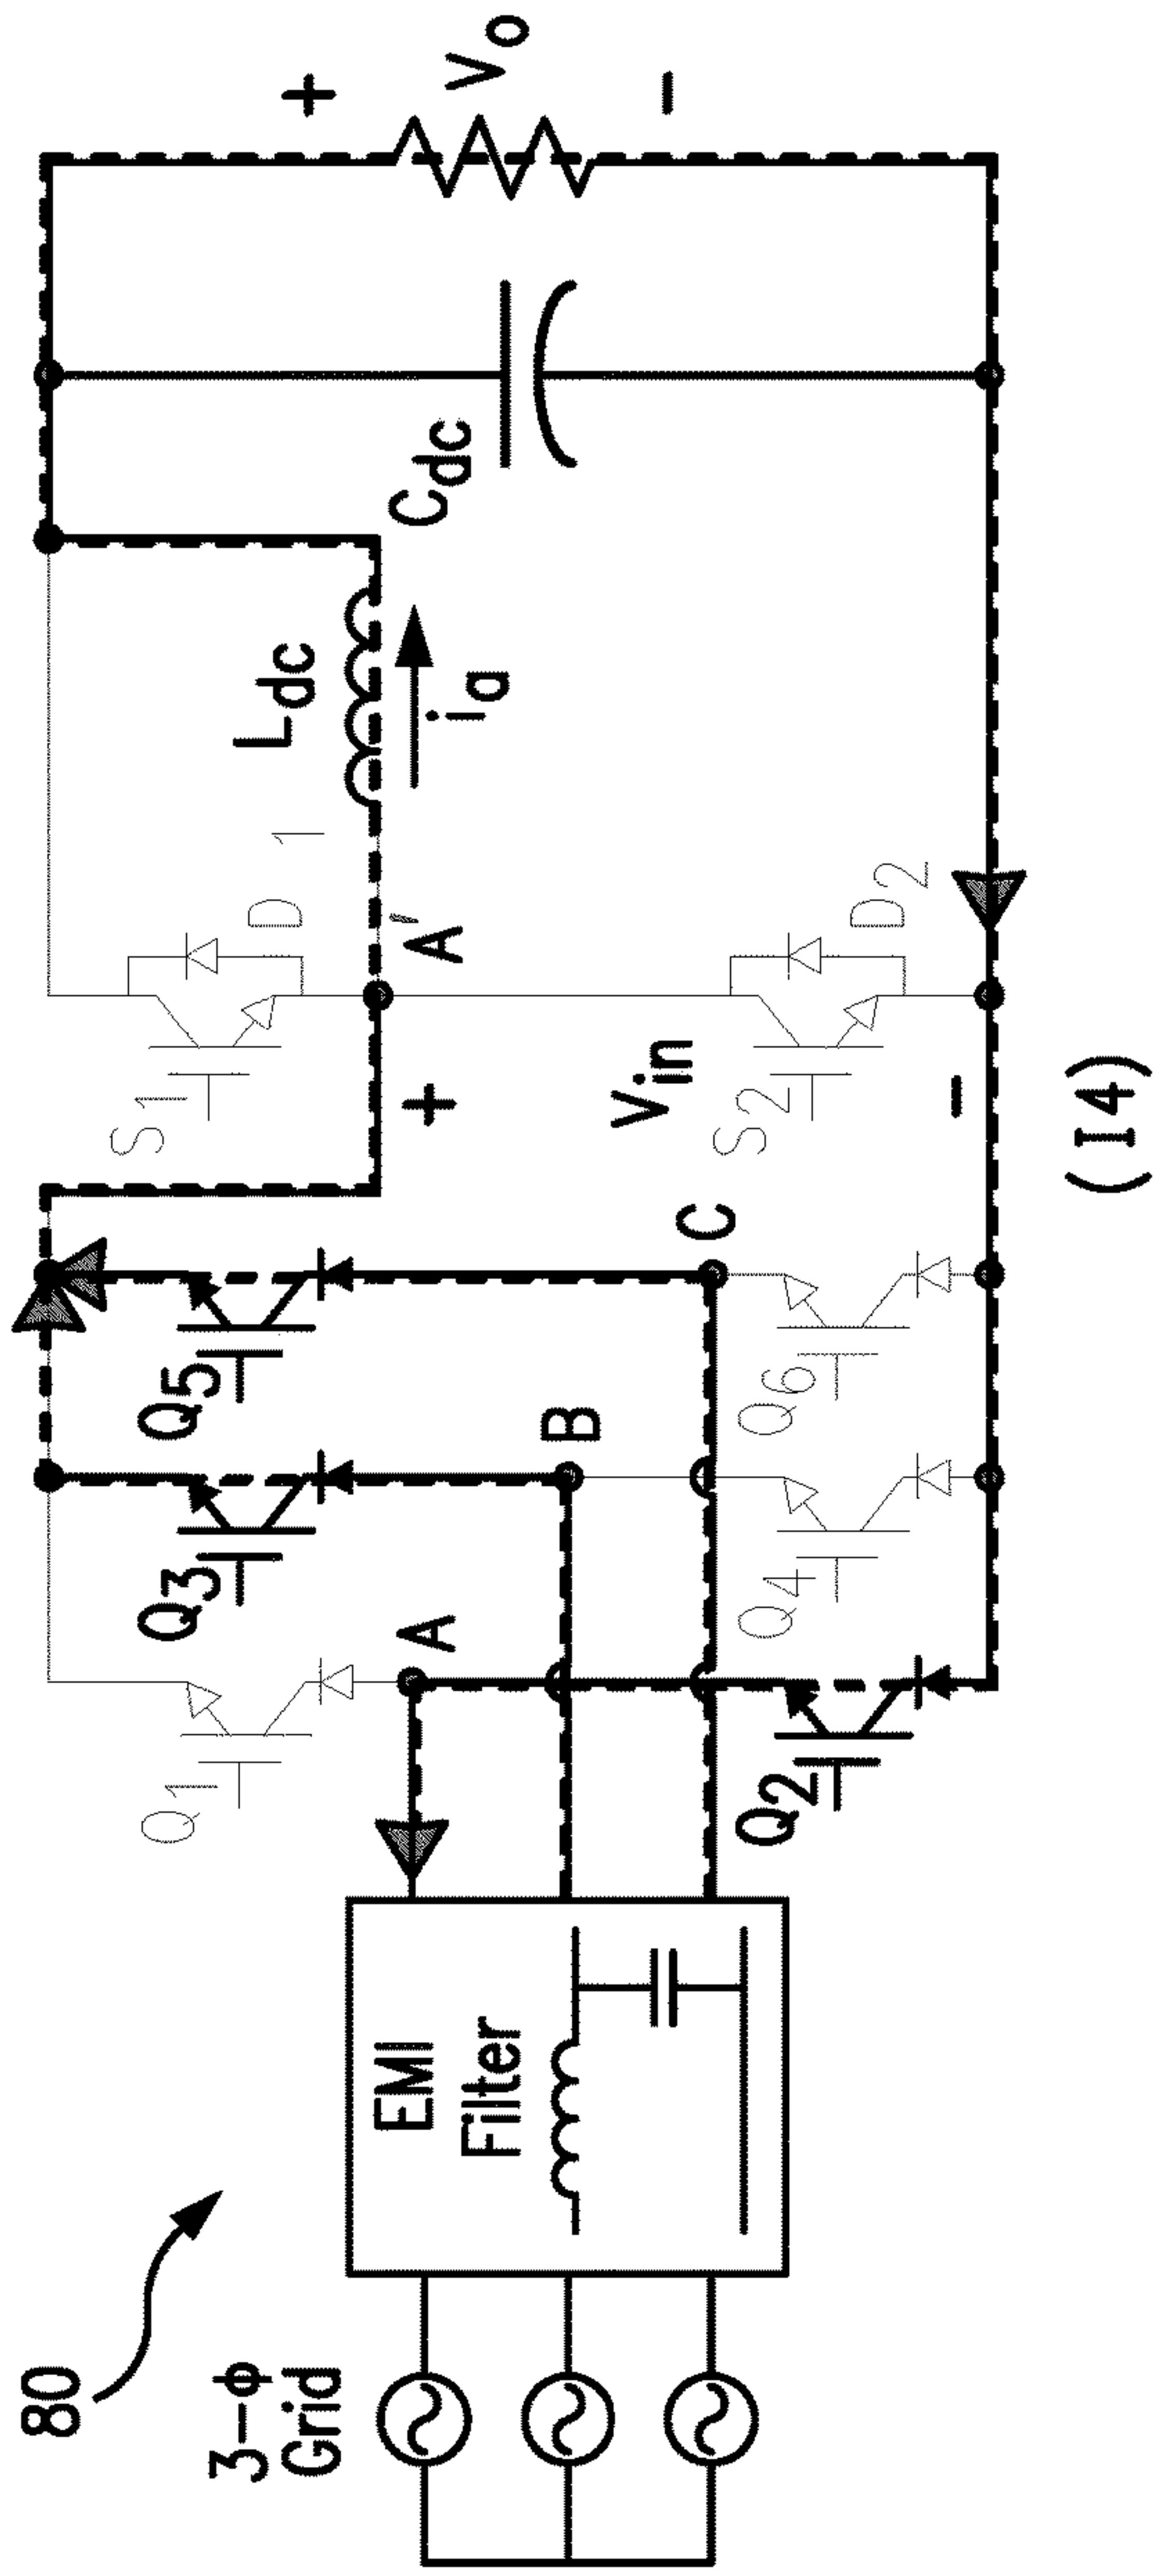 80
3-ϕ
Grid
EMI
Filter
Q1
Q3
Q5
A
B
C
Q2
Q4
Q6
S1
D1
A'
+
Vin
-
S2
D2
Ldc
ia
Cdc
+
Vo
-
(I4)